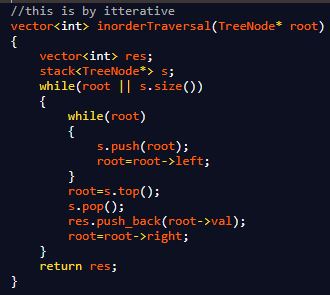 //this is by itterative
vector<int> inorderTraversal(TreeNode* root)
{
    vector<int> res;
    stack<TreeNode*> s;
    while(root || s.size())
    {
        while(root)
        {
            s.push(root);
            root=root->left;
        }
        root=s.top();
        s.pop();
        res.push_back(root->val);
        root=root->right;
    }
    return res;
}